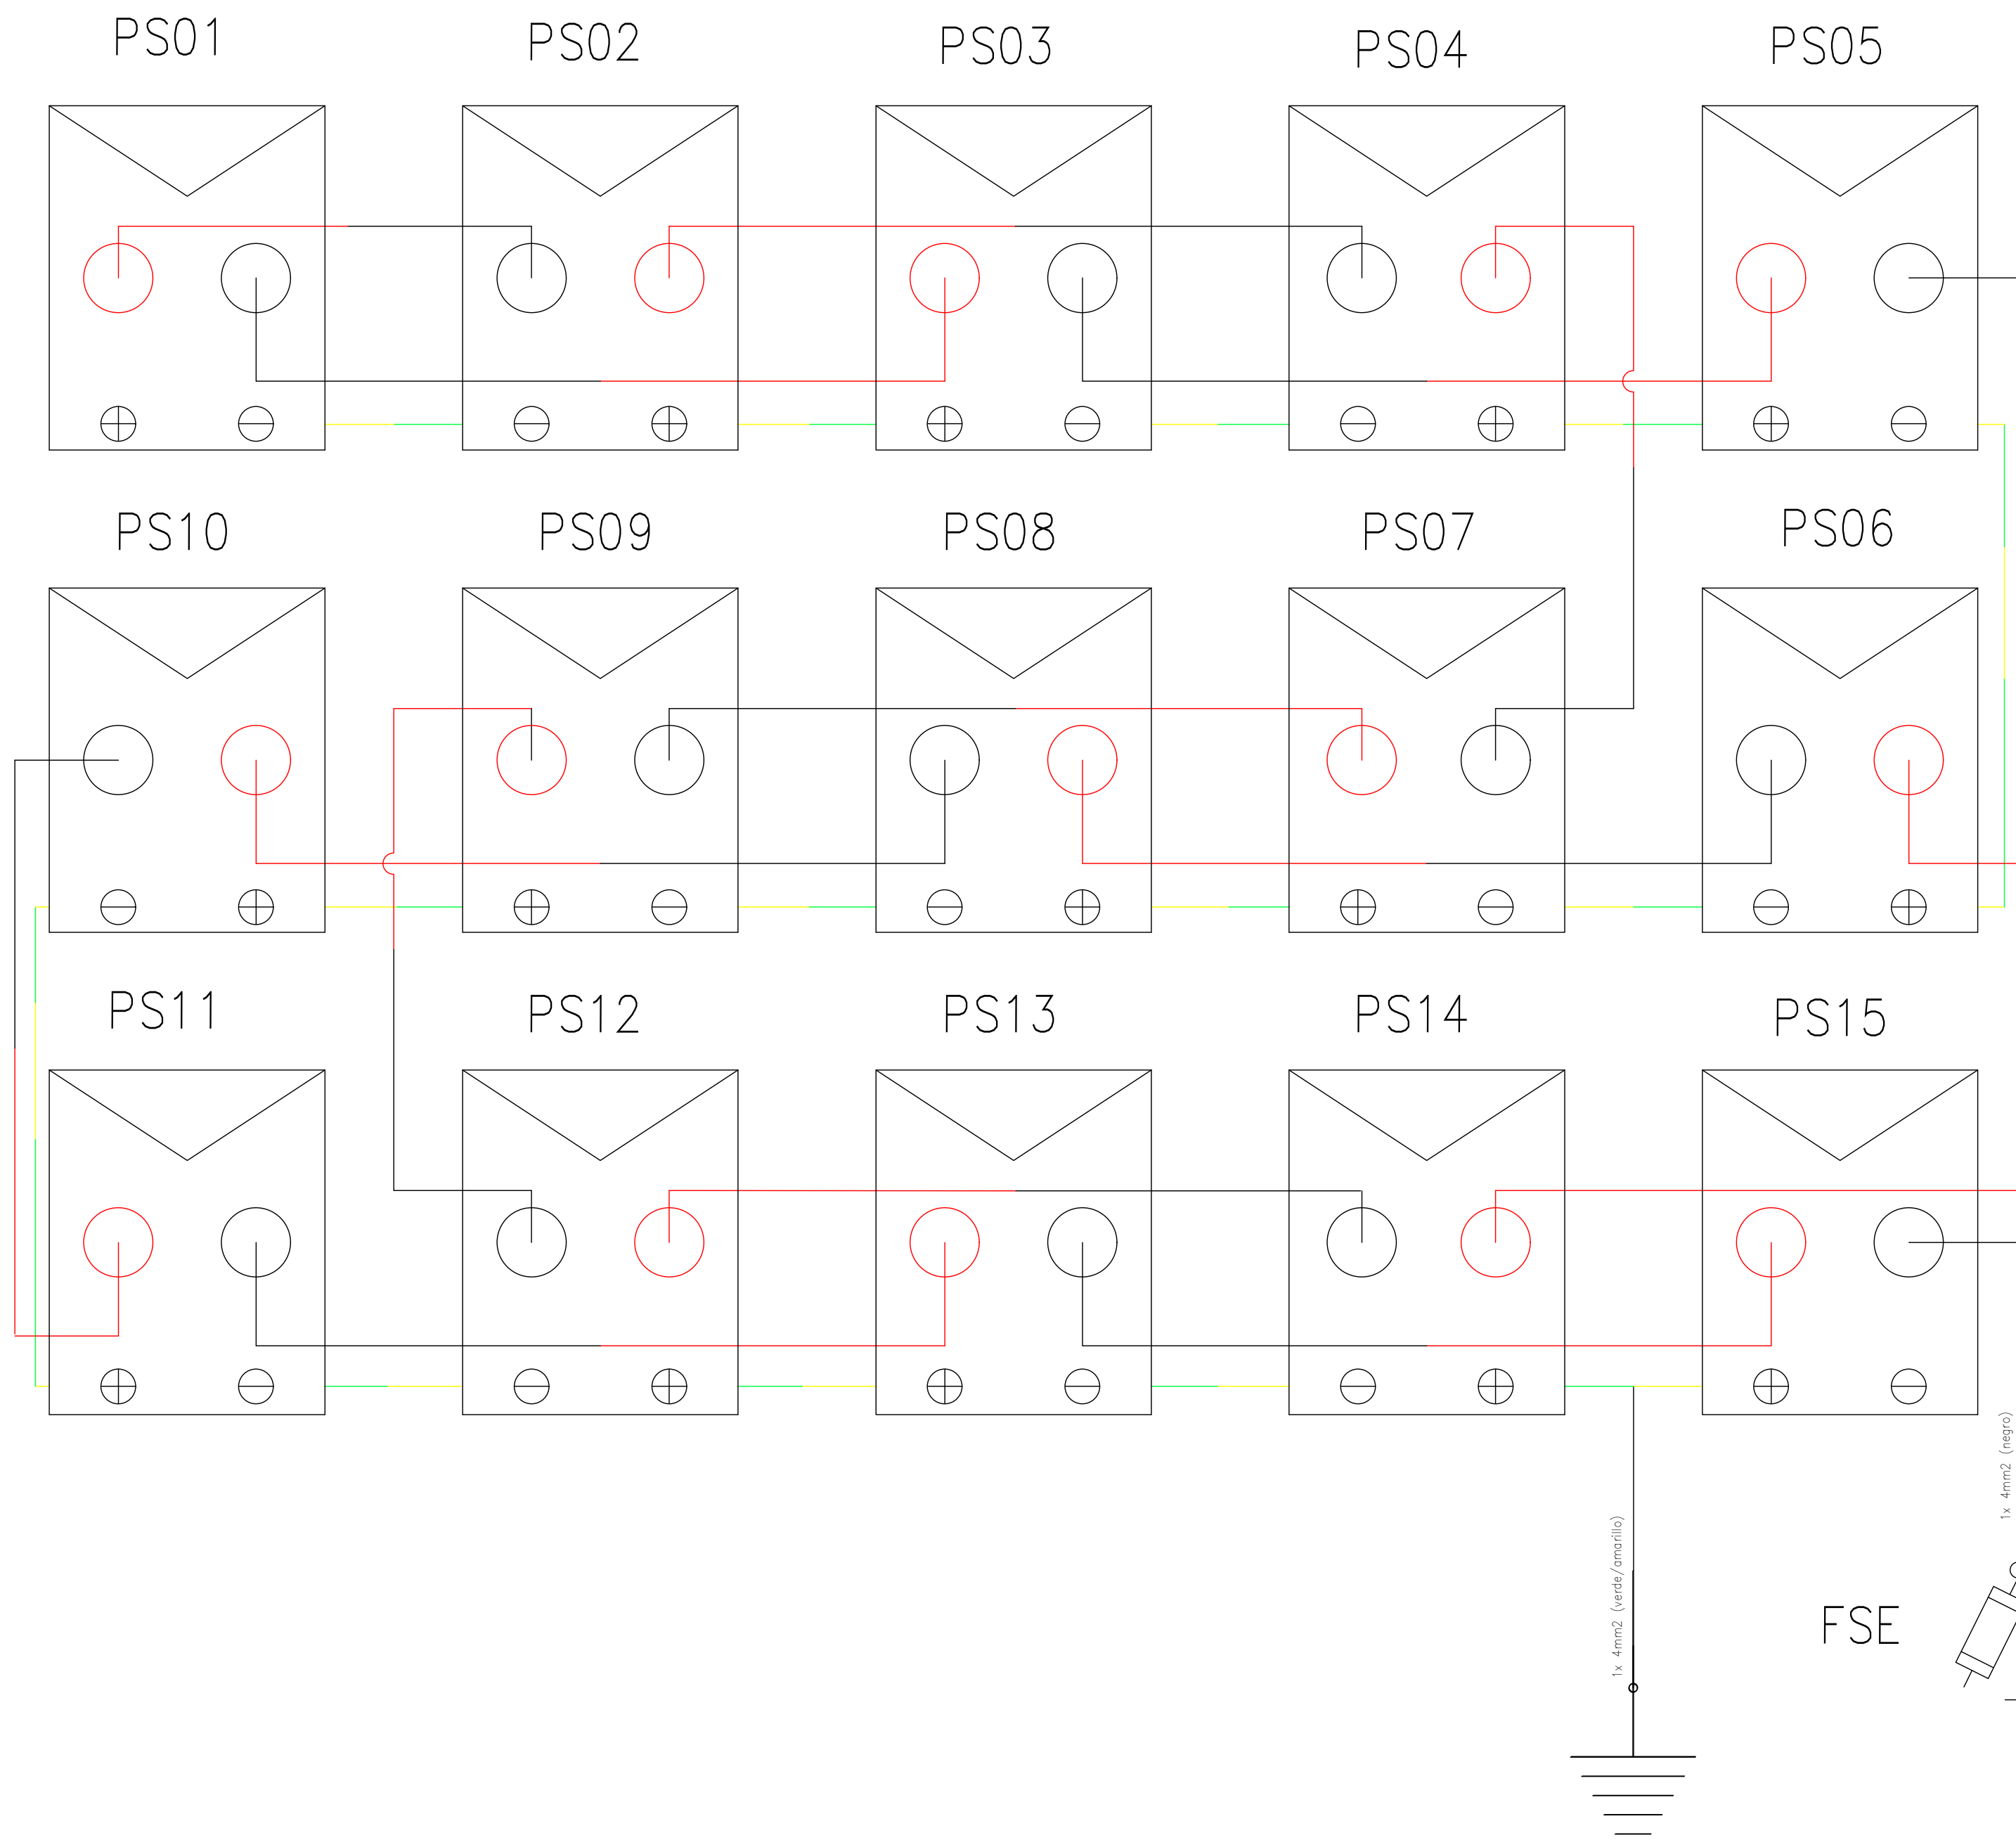 PS01
PS02
PS03
PS04
PS05
PS10
PS09
PS08
PS07
PS06
PS11
PS12
PS13
PS14
PS15
1x 4mm2 (negro)
1x 4mm2 (verde/amarillo)
FSE